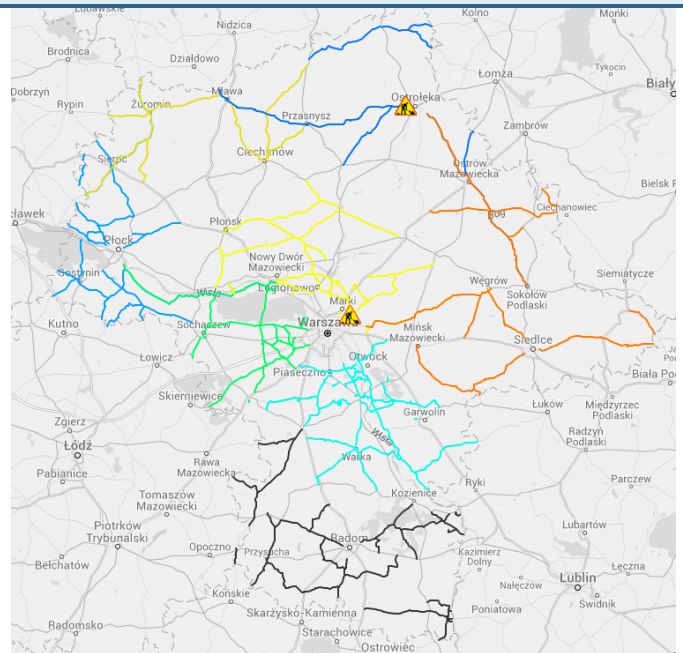 Lubawskie
Nidzica
Kolno
Mońki
Brodnica
Działdowo
Tykocin
Łomża
Biały
Dobrzyń
Rypin
Mława
Żuromin
Ostrołęka
Przasnysz
Zambrów
Ciechanów
Sierpc
Ostrów
Mazowiecka
Bielsk P
Ciechanowiec
cławek
Bug
Płońsk
Płock
Nowy Dwór
Mazowiecki
Siemiatycze
Gostynin
Węgrów
Wisła
Legionowo
Sokołów
Podlaski
Marki
Kutno
Sochaczew
Warszawa
Mińsk
Mazowiecki
Siedlce
Łowicz
Otwock
Piaseczno
Biała Po
Skierniewice
Łuków
Międzyrzec
Podlaski
Garwolin
Zgierz
Radzyń
Podlaski
Wisła
Łódź
Warka
Rawa
Mazowiecka
Pabianice
Ryki
Parczew
Kozienice
Tomaszów
Mazowiecki
Piotrków
Trybunalski
Lubartów
Radom
Opoczno
Przysucha
Kazimierz
Dolny
Bełchatów
Łęczna
Nałęczów
Lublin
Końskie
Świdnik
Poniatowa
Skarżysko-Kamienna
Radomsko
Starachowice
Ostrowiec